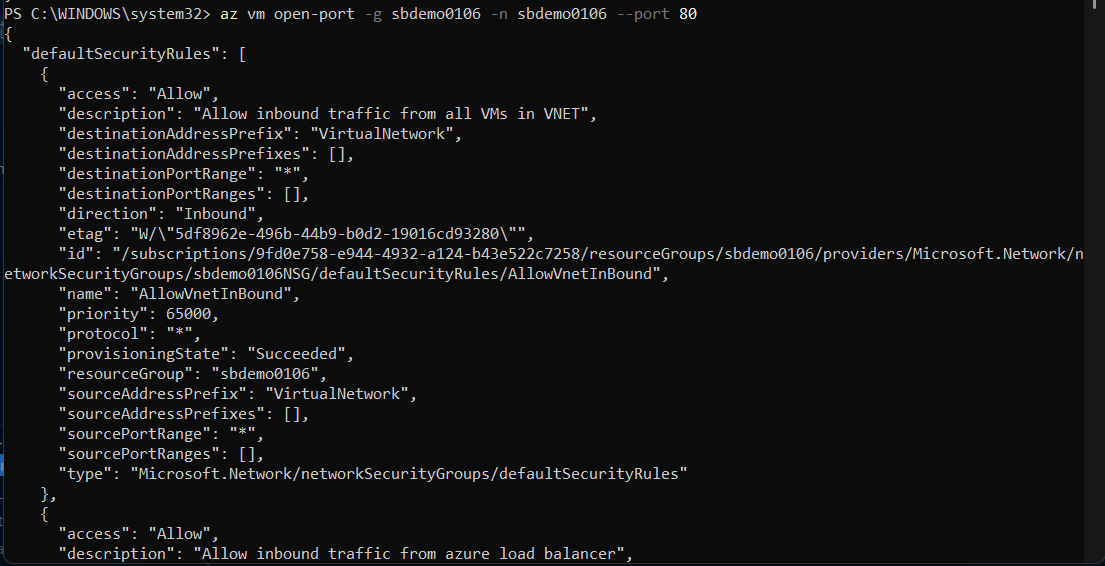 PS C:\WINDOWS\system32> az vm open-port -g sbdemo0106 -n sbdemo0106 --port 80
{
  "defaultSecurityRules": [
    {
      "access": "Allow",
      "description": "Allow inbound traffic from all VMs in VNET",
      "destinationAddressPrefix": "VirtualNetwork",
      "destinationAddressPrefixes": [],
      "destinationPortRange": "*",
      "destinationPortRanges": [],
      "direction": "Inbound",
      "etag": "W/\"5df8962e-496b-44b9-b0d2-19016cd93280\"",
      "id": "/subscriptions/9fd0e758-e944-4932-a124-b43e522c7258/resourceGroups/sbdemo0106/providers/Microsoft.Network/n
etworkSecurityGroups/sbdemo0106NSG/defaultSecurityRules/AllowVnetInBound",
      "name": "AllowVnetInBound",
      "priority": 65000,
      "protocol": "*",
      "provisioningState": "Succeeded",
      "resourceGroup": "sbdemo0106",
      "sourceAddressPrefix": "VirtualNetwork",
      "sourceAddressPrefixes": [],
      "sourcePortRange": "*",
      "sourcePortRanges": [],
      "type": "Microsoft.Network/networkSecurityGroups/defaultSecurityRules"
    },
    {
      "access": "Allow",
      "description": "Allow inbound traffic from azure load balancer",